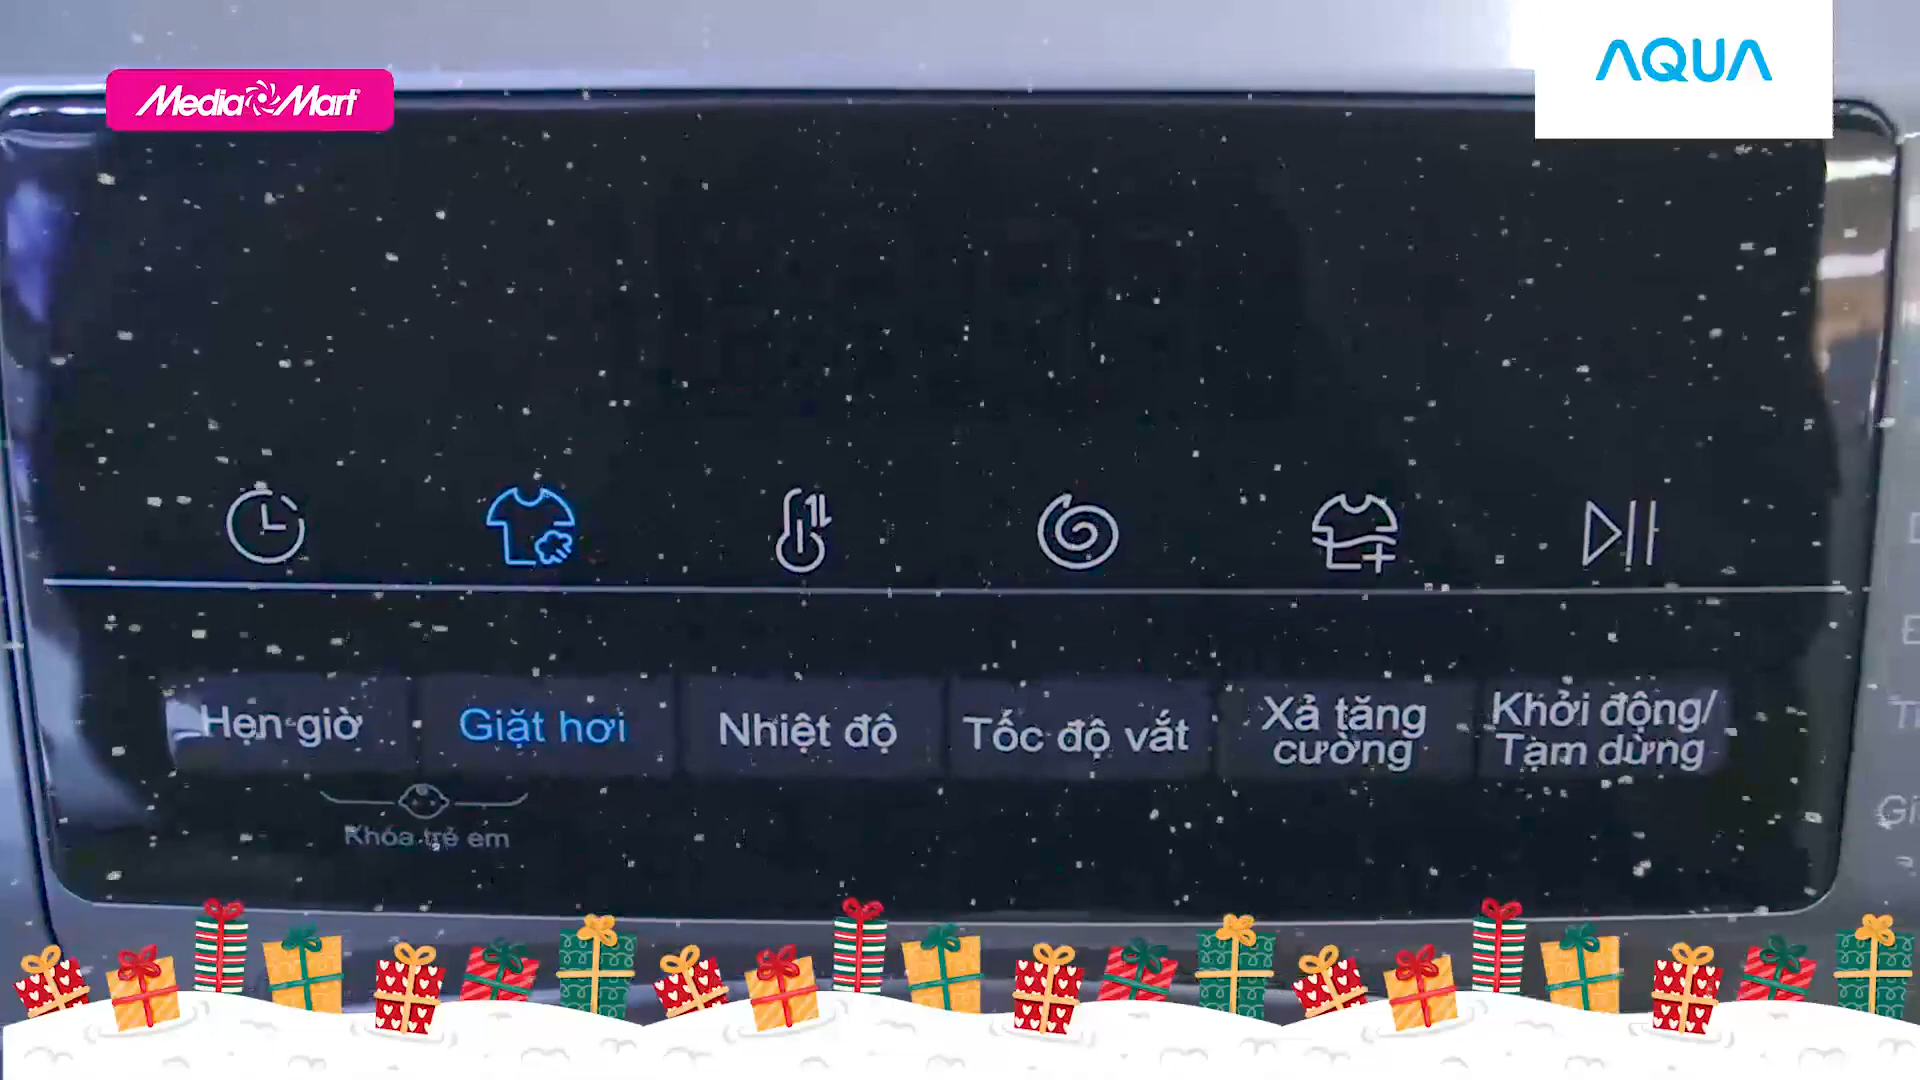 MediaMart
AQUA
Hẹn giờ
Giặt hơi
Nhiệt độ
Tốc độ vắt
Xả tăng
cường
Khởi động/
Tạm dừng
Khóa trẻ em